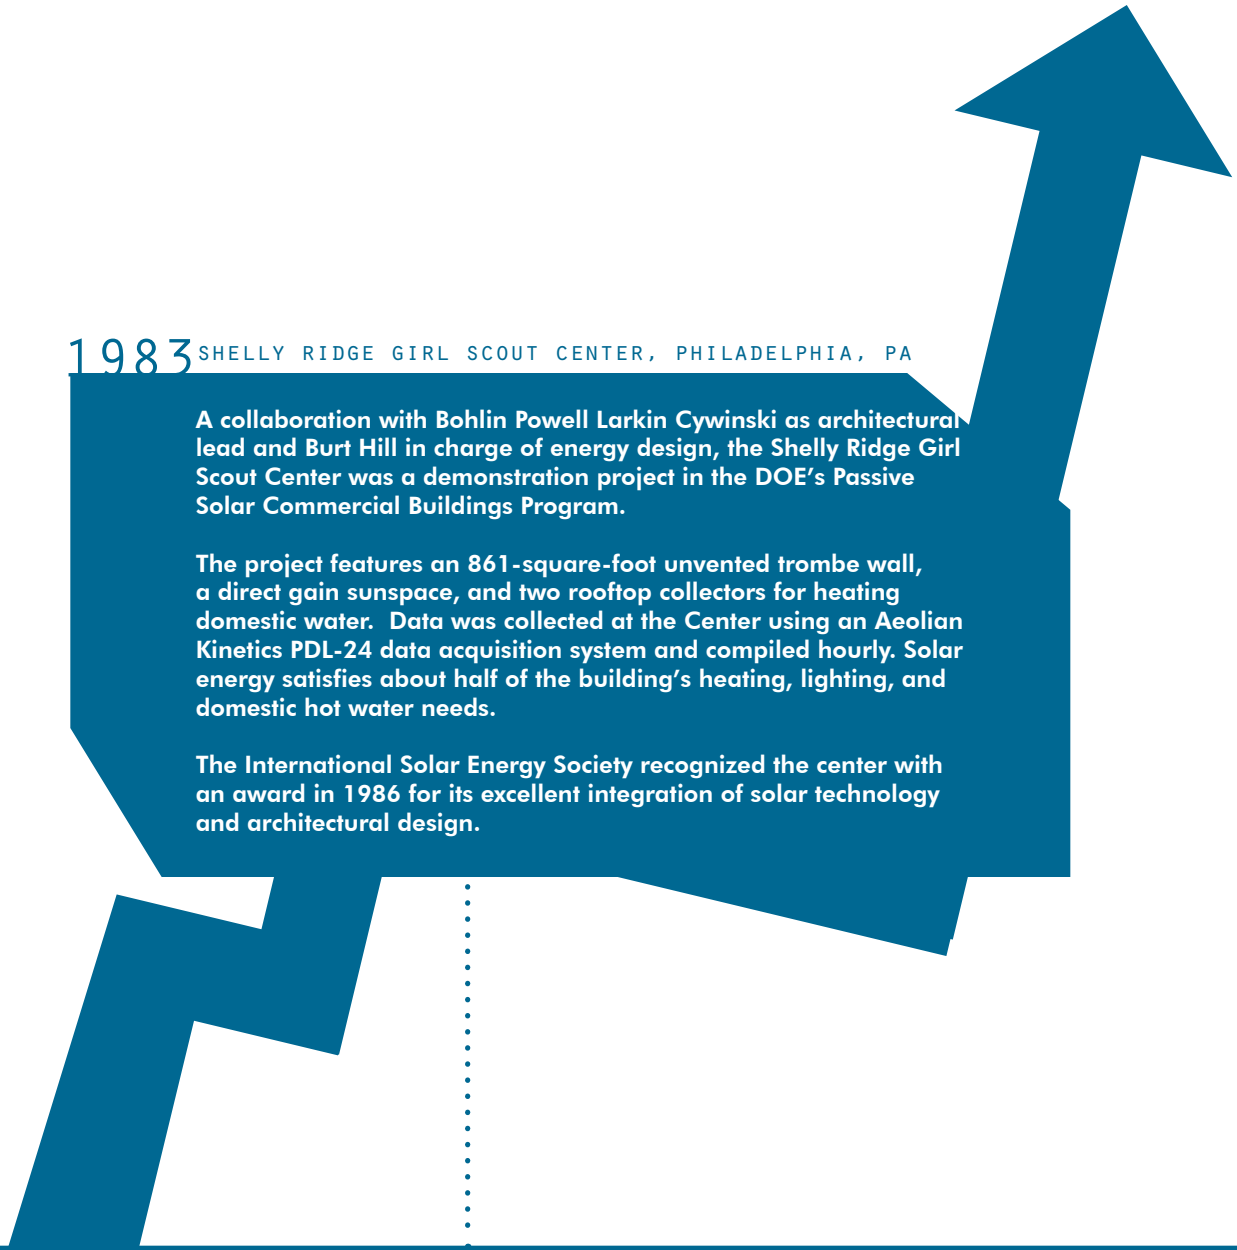 1983 SHELLY RIDGE GIRL SCOUT CENTER, PHILADELPHIA, PA
A collaboration with Bohlin Powell Larkin Cywinski as architectural
lead and Burt Hill in charge of energy design, the Shelly Ridge Girl
Scout Center was a demonstration project in the DOE’s Passive
Solar Commercial Buildings Program.
The project features an 861-square-foot unvented trombe wall,
a direct gain sunspace, and two rooftop collectors for heating
domestic water.  Data was collected at the Center using an Aeolian
Kinetics PDL-24 data acquisition system and compiled hourly. Solar
energy satisfies about half of the building’s heating, lighting, and
domestic hot water needs.
The International Solar Energy Society recognized the center with
an award in 1986 for its excellent integration of solar technology
and architectural design.